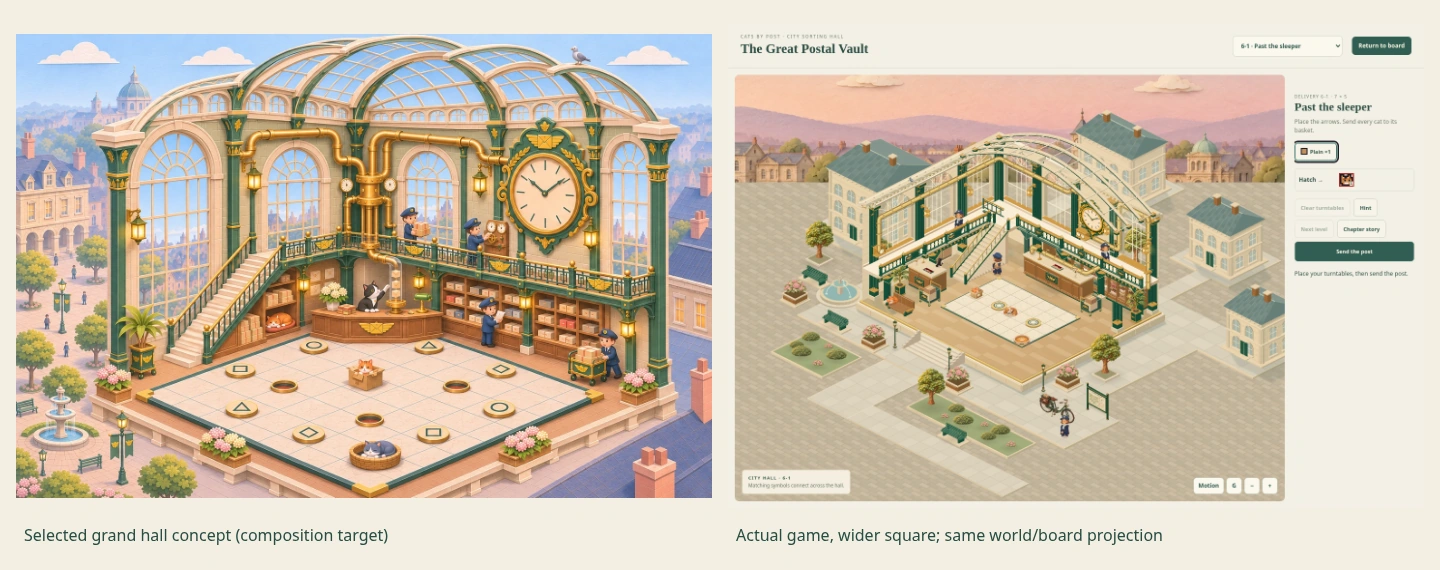 CATS BY POST · CITY SORTING HALL
The Great Postal Vault
6-1 · Past the sleeper
Return to board
DELIVERY 6-1 · 7 × 5
Past the sleeper
Place the arrows. Send every cat to its
basket.
Plain ×1
Hatch
Clear turntables
Hint
Next level
Chapter story
Send the post
Place your turntables, then send the post.
CITY HALL · 6-1
Matching symbols connect across the hall.
Motion
−
+
Selected grand hall concept (composition target)
Actual game, wider square; same world/board projection